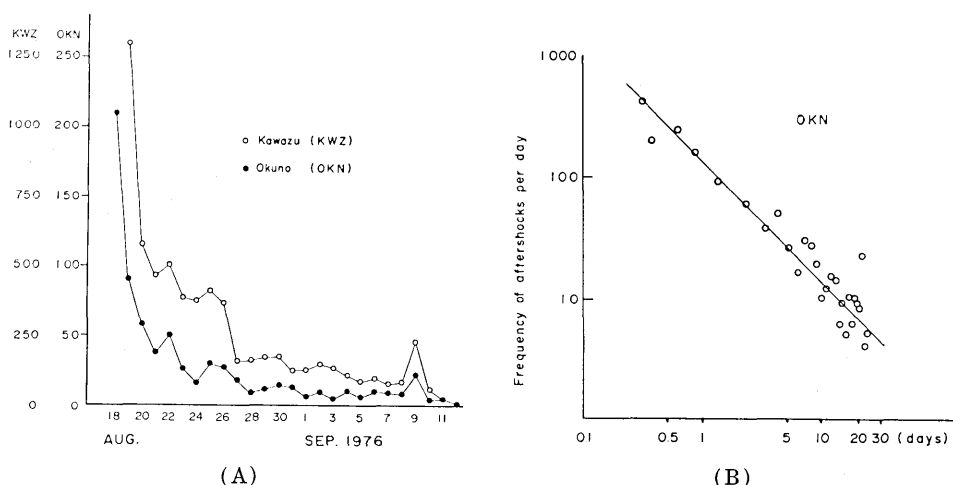 KWZ OKN
1250 250
1000 200
750 150
500 100
250 50
0 0
Kawazu (KWZ)
Okuno (OKN)
18 20 22 24 26 28 30 1 3 5 7 9 11
AUG. SEP. 1976
(A)
Frequency of aftershocks per day
1000
100
10
OKN
0.1 0.5 1 5 10 20 30 (days)
(B)